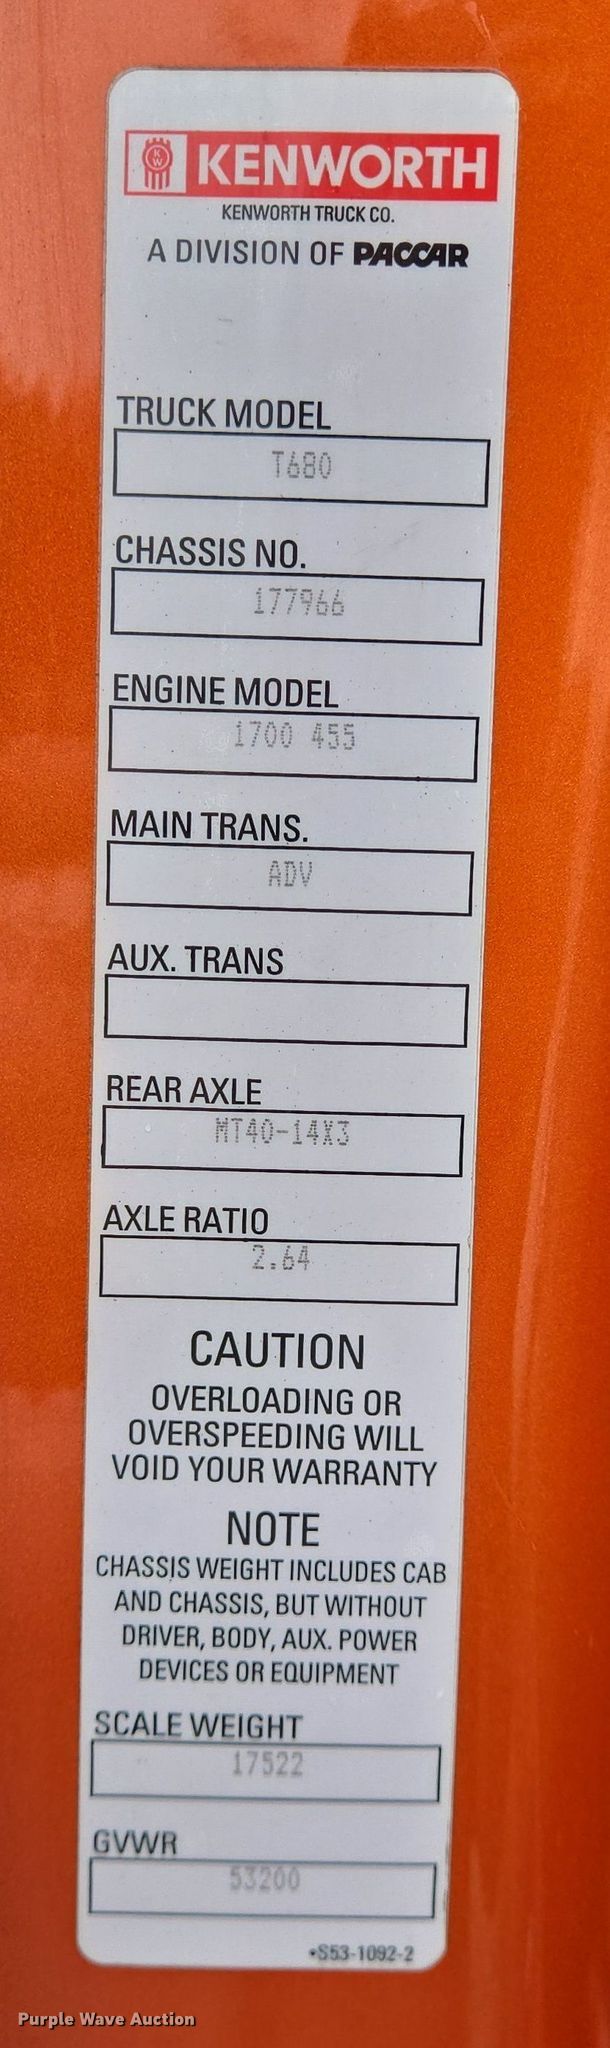 KW KENWORTH
KENWORTH TRUCK CO.
A DIVISION OF PACCAR
TRUCK MODEL
T680
CHASSIS NO.
177966
ENGINE MODEL
1700 455
MAIN TRANS.
ADV
AUX. TRANS
REAR AXLE
MT40-14X3
AXLE RATIO
2.64
CAUTION
OVERLOADING OR
OVERSPEEDING WILL
VOID YOUR WARRANTY
NOTE
CHASSIS WEIGHT INCLUDES CAB
AND CHASSIS, BUT WITHOUT
DRIVER, BODY, AUX. POWER
DEVICES OR EQUIPMENT
SCALE WEIGHT
17522
GVWR
53200
•S53-1092-2
Purple Wave Auction